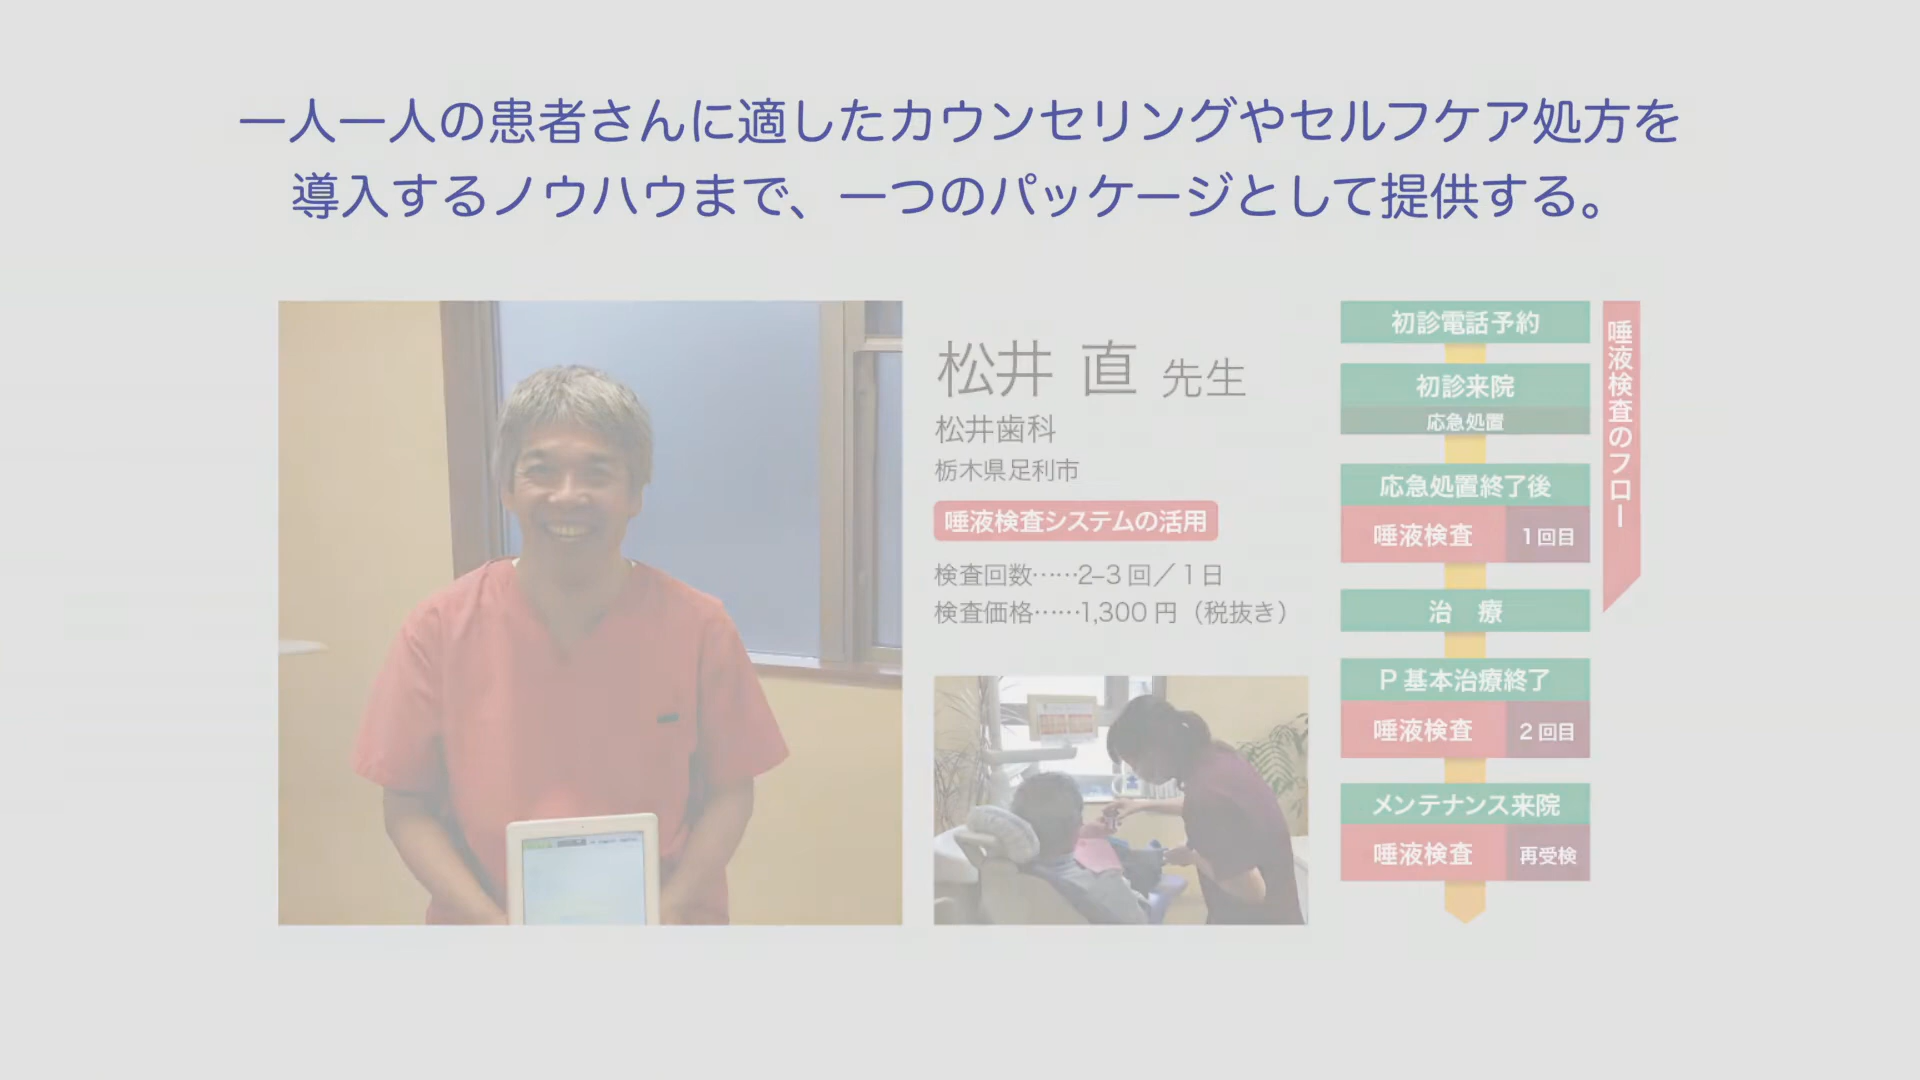 一人一人の患者さんに適したカウンセリングやセルフケア処方を
導入するノウハウまで、一つのパッケージとして提供する。
松井 直 先生
松井歯科
栃木県足利市
唾液検査システムの活用
検査回数……2–3回／1日
検査価格……1,300円（税抜き）
初診電話予約
初診来院
応急処置
応急処置終了後
唾液検査 1回目
治 療
P基本治療終了
唾液検査 2回目
メンテナンス来院
唾液検査 再受検
唾液検査のフロー